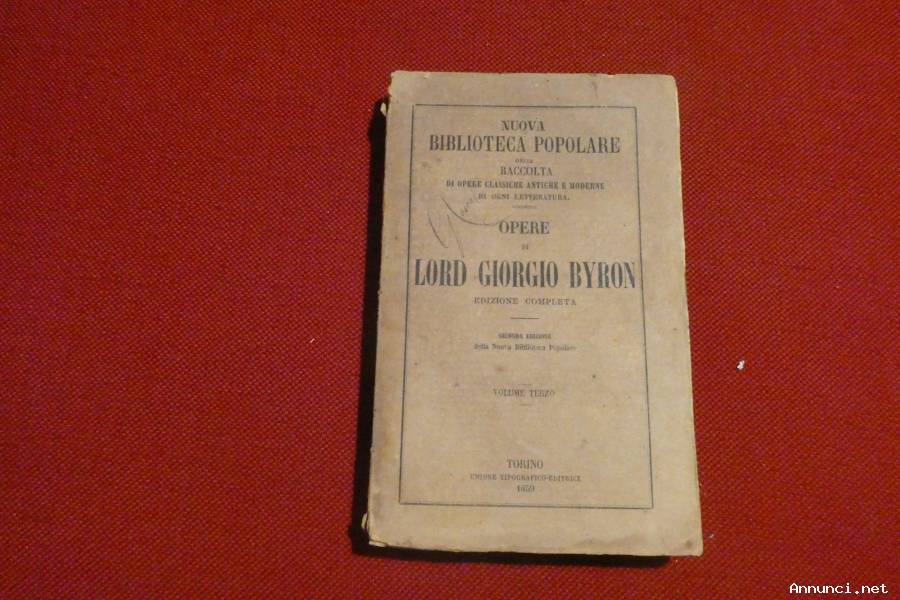 NUOVA
BIBLIOTECA POPOLARE
OSSIA
RACCOLTA
DI OPERE CLASSICHE ANTICHE E MODERNE
DI OGNI LETTERATURA.
OPERE
DI
LORD GIORGIO BYRON
EDIZIONE COMPLETA
SECONDA EDIZIONE
della Nuova Biblioteca Popolare
VOLUME TERZO
TORINO
UNIONE TIPOGRAFICO-EDITRICE
1859
Annunci.net